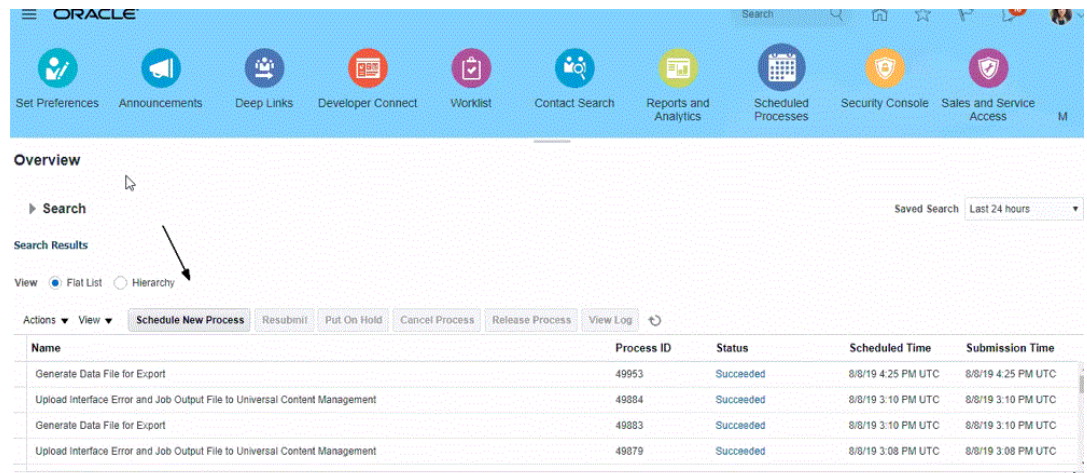 ORACLE
Search
Set Preferences Announcements Deep Links Developer Connect Worklist Contact Search Reports and Analytics Scheduled Processes Security Console Sales and Service Access M
Overview
Search
Saved Search Last 24 hours
Search Results
View Flat List Hierarchy
Actions View Schedule New Process Resubmit Put On Hold Cancel Process Release Process View Log
Name Process ID Status Scheduled Time Submission Time
Generate Data File for Export 49953 Succeeded 8/8/19 4:25 PM UTC 8/8/19 4:25 PM UTC
Upload Interface Error and Job Output File to Universal Content Management 49884 Succeeded 8/8/19 3:10 PM UTC 8/8/19 3:10 PM UTC
Generate Data File for Export 49883 Succeeded 8/8/19 3:10 PM UTC 8/8/19 3:10 PM UTC
Upload Interface Error and Job Output File to Universal Content Management 49879 Succeeded 8/8/19 3:08 PM UTC 8/8/19 3:08 PM UTC